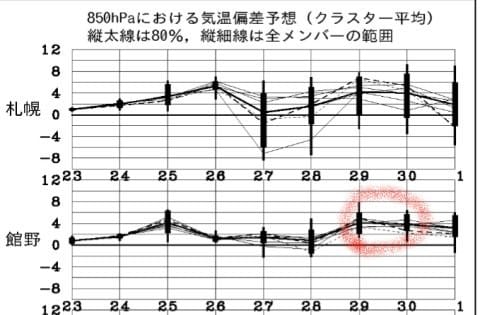 850hPaにおける気温偏差予想（クラスター平均）
縦太線は80%，縦細線は全メンバーの範囲
12
8
4
札幌 0
-4
-8
23 24 25 26 27 28 29 30 1
12
8
4
館野 0
-4
-8
12 23 24 25 26 27 28 29 30 1